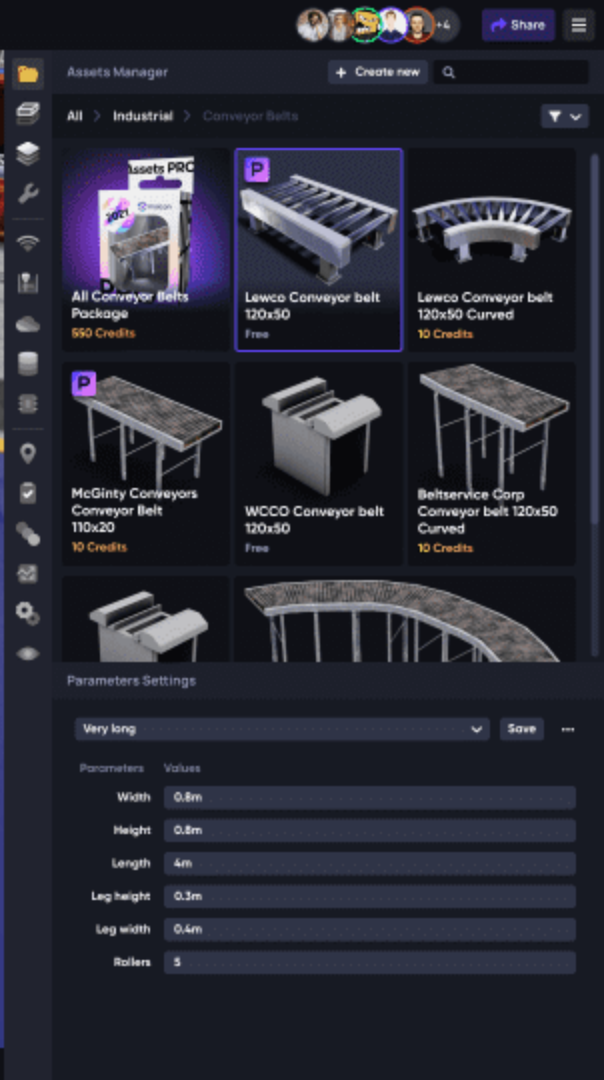 +4
Share
Assets Manager
+ Create new
All > Industrial > Conveyor Belts
Assets PRO
2021
All Conveyor Belts
Package
550 Credits
P
Lewco Conveyor belt
120x50
Free
Lewco Conveyor belt
120x50 Curved
10 Credits
P
McGinty Conveyors
Conveyor Belt
110x20
10 Credits
WCCO Conveyor belt
120x50
Free
Beltservice Corp
Conveyor belt 120x50
Curved
10 Credits
Parameters Settings
Very long
Save
Parameters Values
Width 0.8m
Height 0.8m
Length 4m
Leg height 0.3m
Leg width 0.4m
Rollers 5